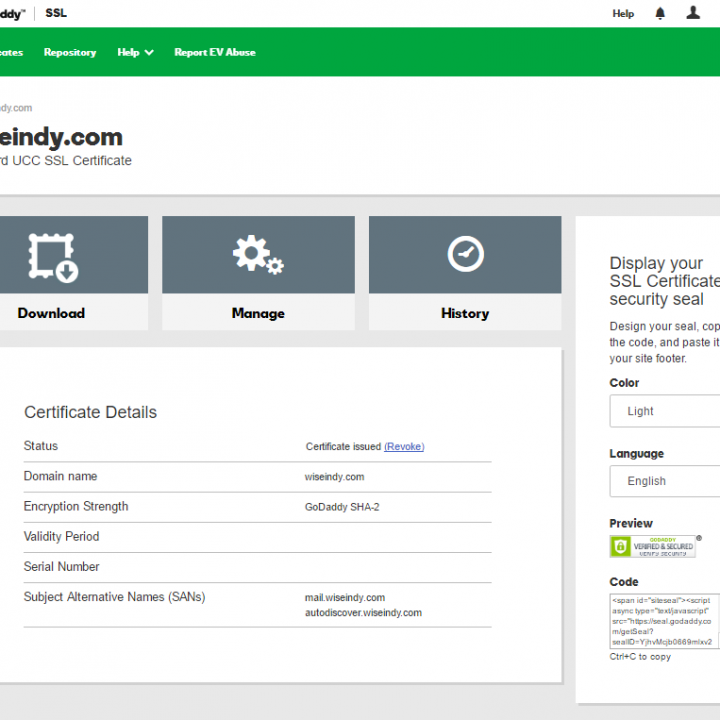 ddy™ SSL Help
cates Repository Help Report EV Abuse
dy.com
eindy.com
rd UCC SSL Certificate
Download
Manage
History
Certificate Details
Status Certificate issued (Revoke)
Domain name wiseindy.com
Encryption Strength GoDaddy SHA-2
Validity Period
Serial Number
Subject Alternative Names (SANs) mail.wiseindy.com
autodiscover.wiseindy.com
Display your
SSL Certificate
security seal
Design your seal, cop
the code, and paste it
your site footer.
Color
Light
Language
English
Preview
GODADDY
VERIFIED & SECURED
VERIFY SECURITY
®
Code
<span id="siteseal"><script
async type="text/javascript"
src="https://seal.godaddy.co
m/getSeal?
sealID=YjhvMojb0669mlxv2
Ctrl+C to copy